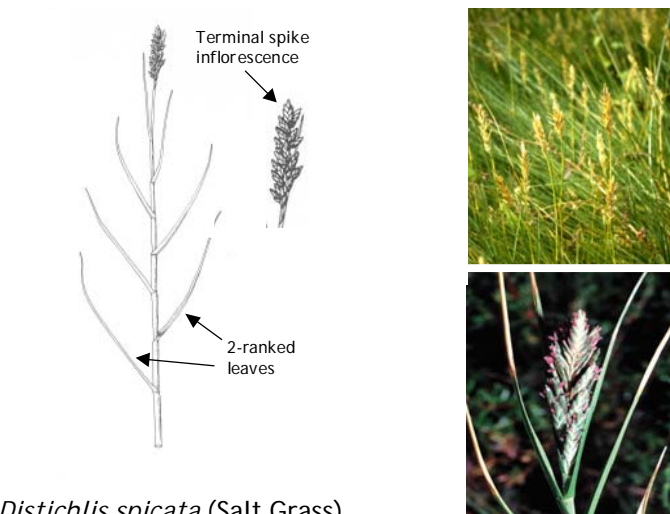 Terminal spike
inflorescence
2-ranked
leaves
Distichlis spicata (Salt Grass)